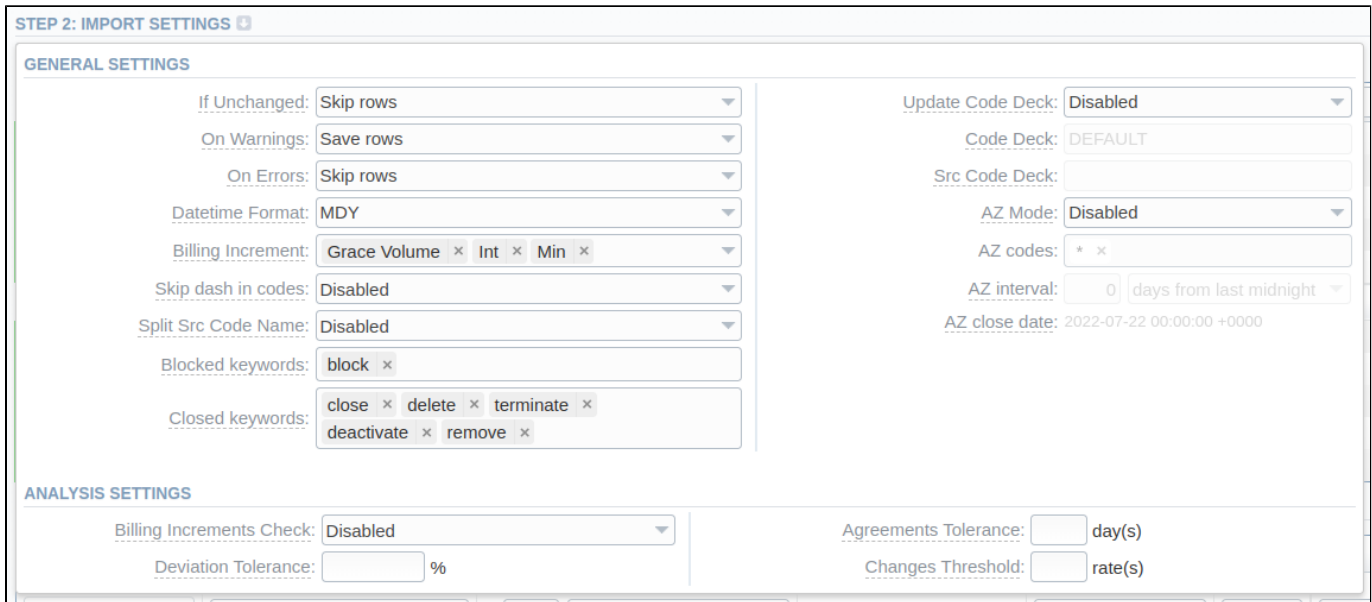 STEP 2: IMPORT SETTINGS
GENERAL SETTINGS
If Unchanged: Skip rows
On Warnings: Save rows
On Errors: Skip rows
Datetime Format: MDY
Billing Increment: Grace Volume × Int × Min ×
Skip dash in codes: Disabled
Split Src Code Name: Disabled
Blocked keywords: block ×
Closed keywords: close × delete × terminate ×
deactivate × remove ×
Update Code Deck: Disabled
Code Deck: DEFAULT
Src Code Deck:
AZ Mode: Disabled
AZ codes: * ×
AZ interval: 0 days from last midnight
AZ close date: 2022-07-22 00:00:00 +0000
ANALYSIS SETTINGS
Billing Increments Check: Disabled
Deviation Tolerance: %
Agreements Tolerance: day(s)
Changes Threshold: rate(s)